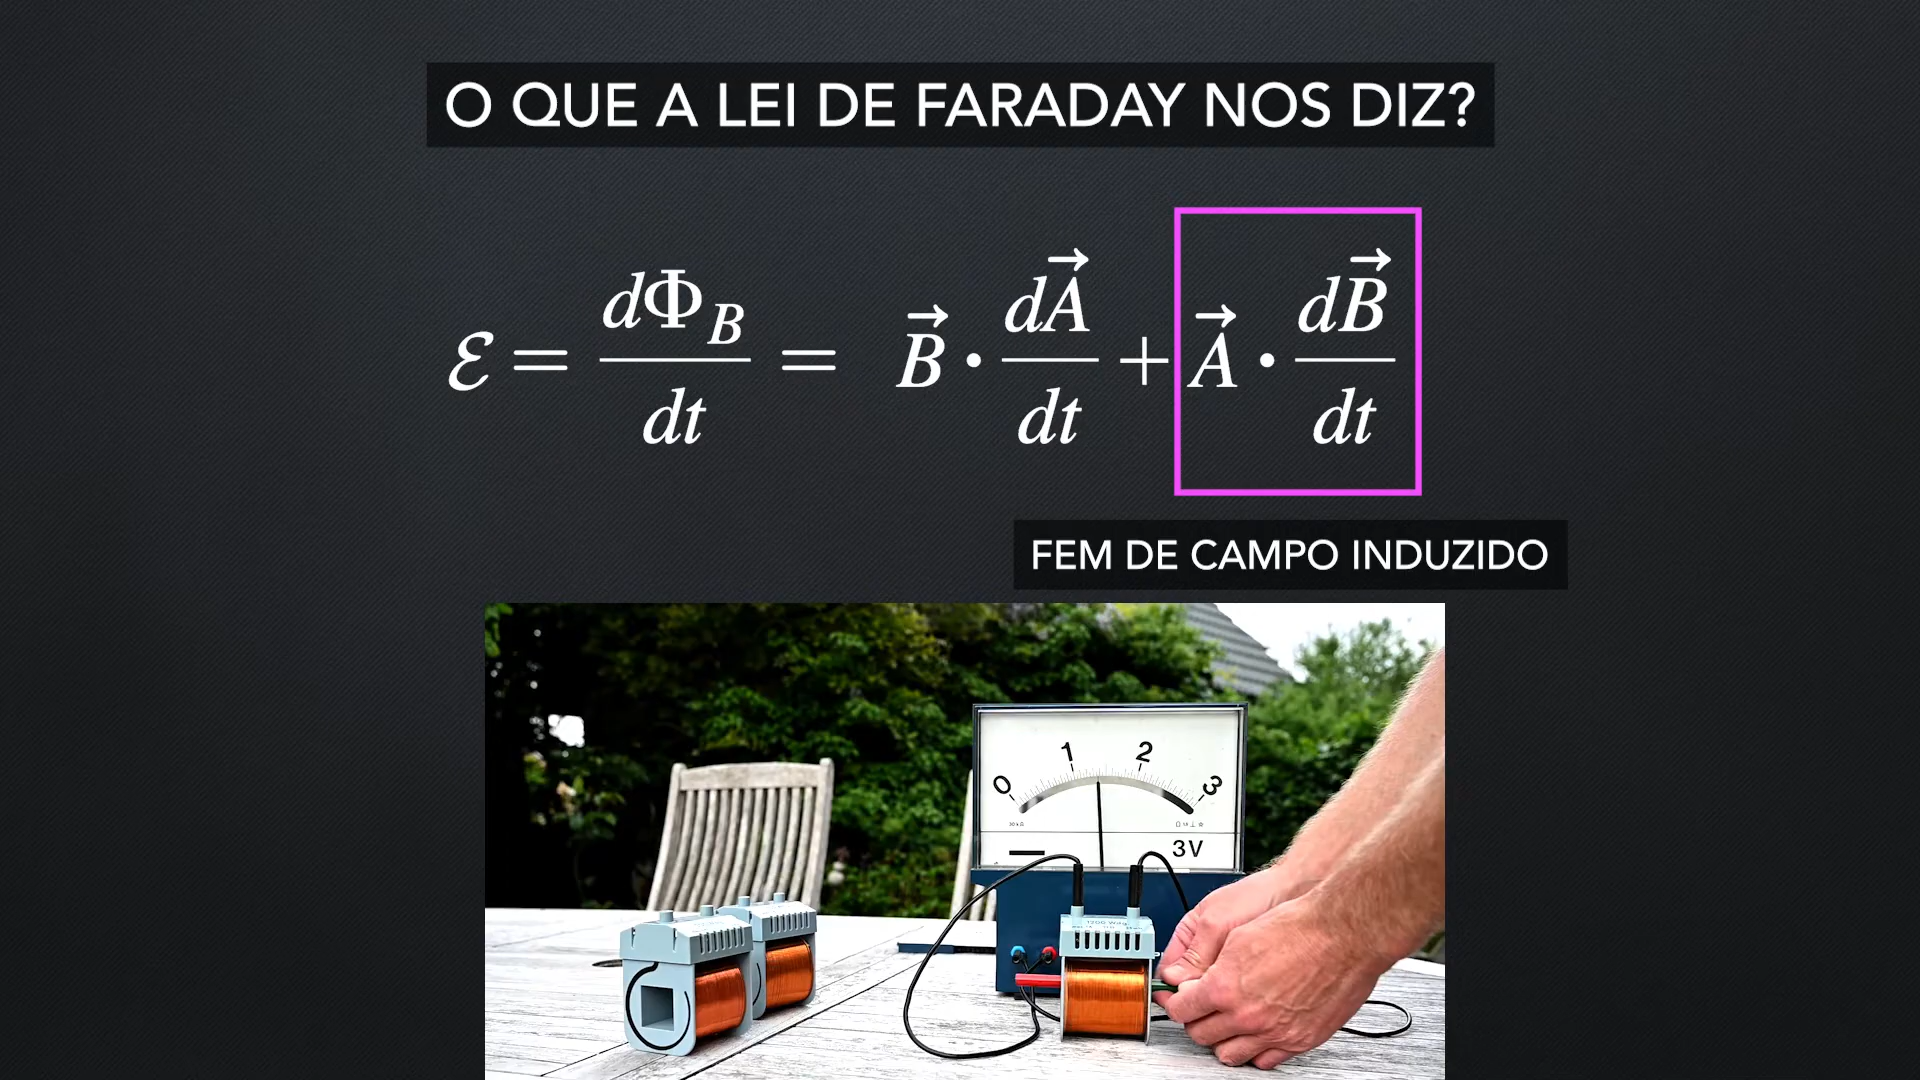 O QUE A LEI DE FARADAY NOS DIZ?
ℰ = dΦ_B/dt = B⃗ · dA⃗/dt + A⃗ · dB⃗/dt
FEM DE CAMPO INDUZIDO
0 1 2 3
3V